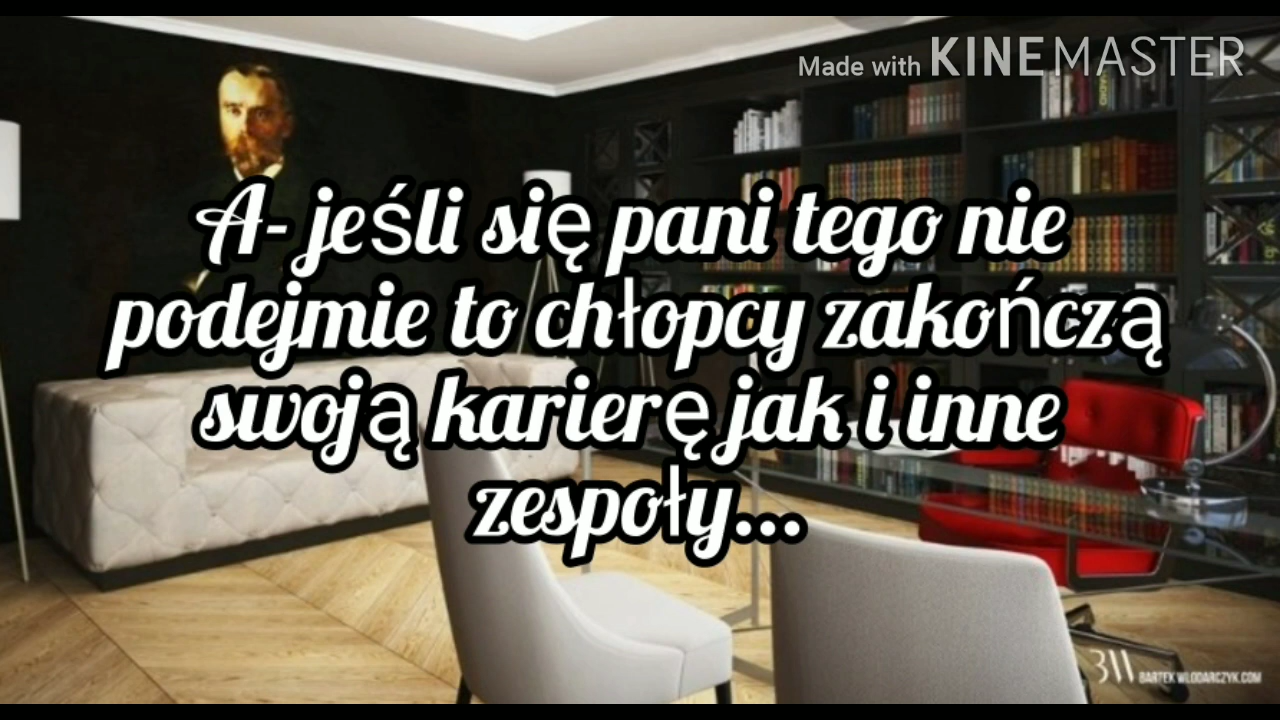 Made with KINEMASTER
A- jeśli się pani tego nie
podejmie to chłopcy zakończą
swoją karierę jak i inne
zespoły...
BARTEK WLODARCZYK.COM